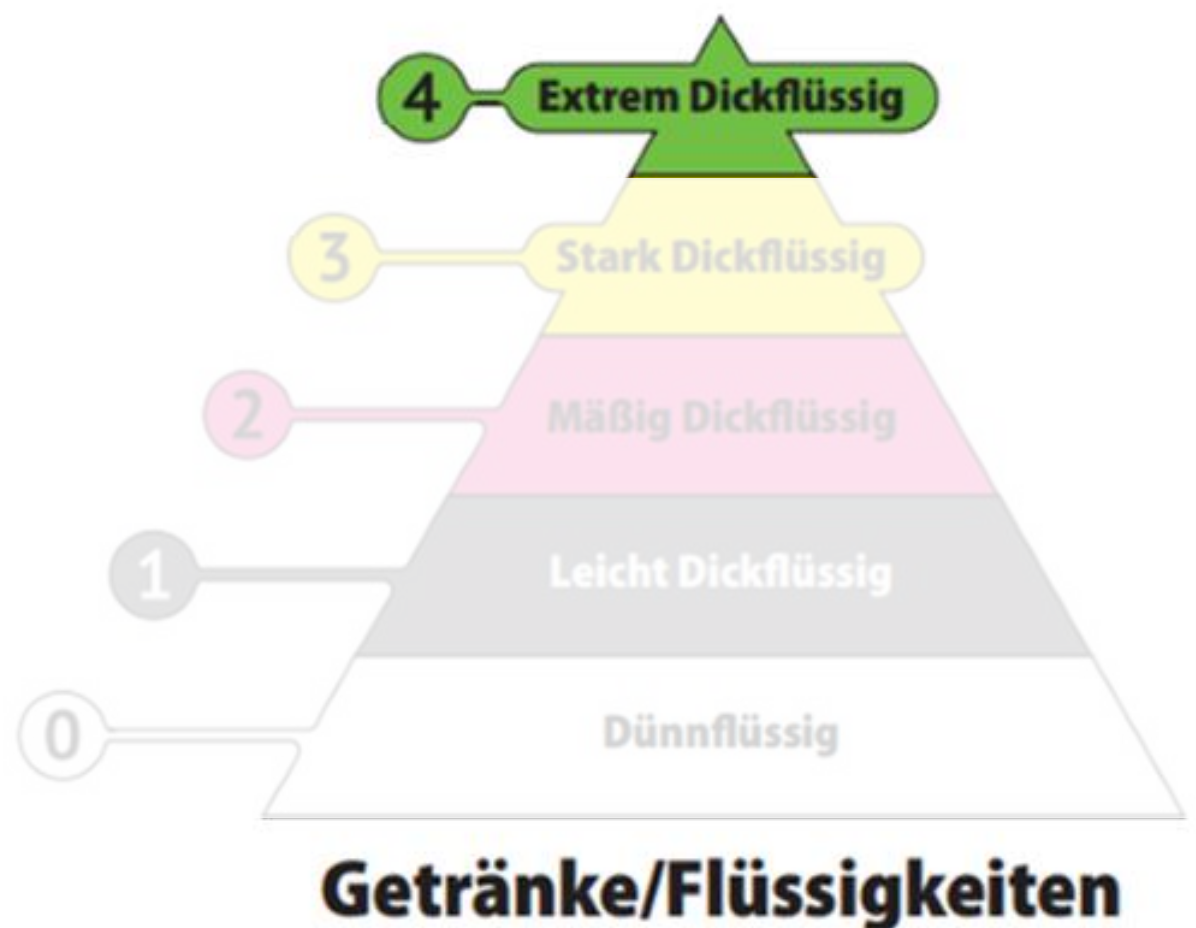 4 Extrem Dickflüssig
3 Stark Dickflüssig
2 Mäßig Dickflüssig
1 Leicht Dickflüssig
0 Dünnflüssig
Getränke/Flüssigkeiten